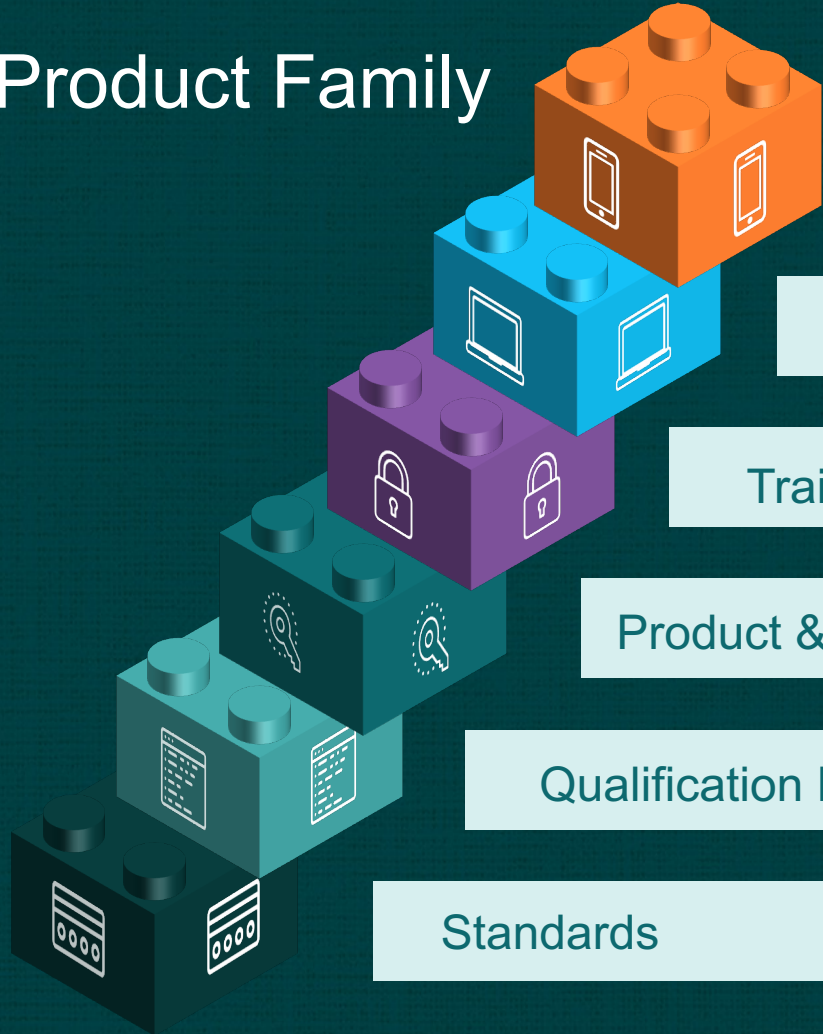 Product Family
Trai
Product &
Qualification
Standards